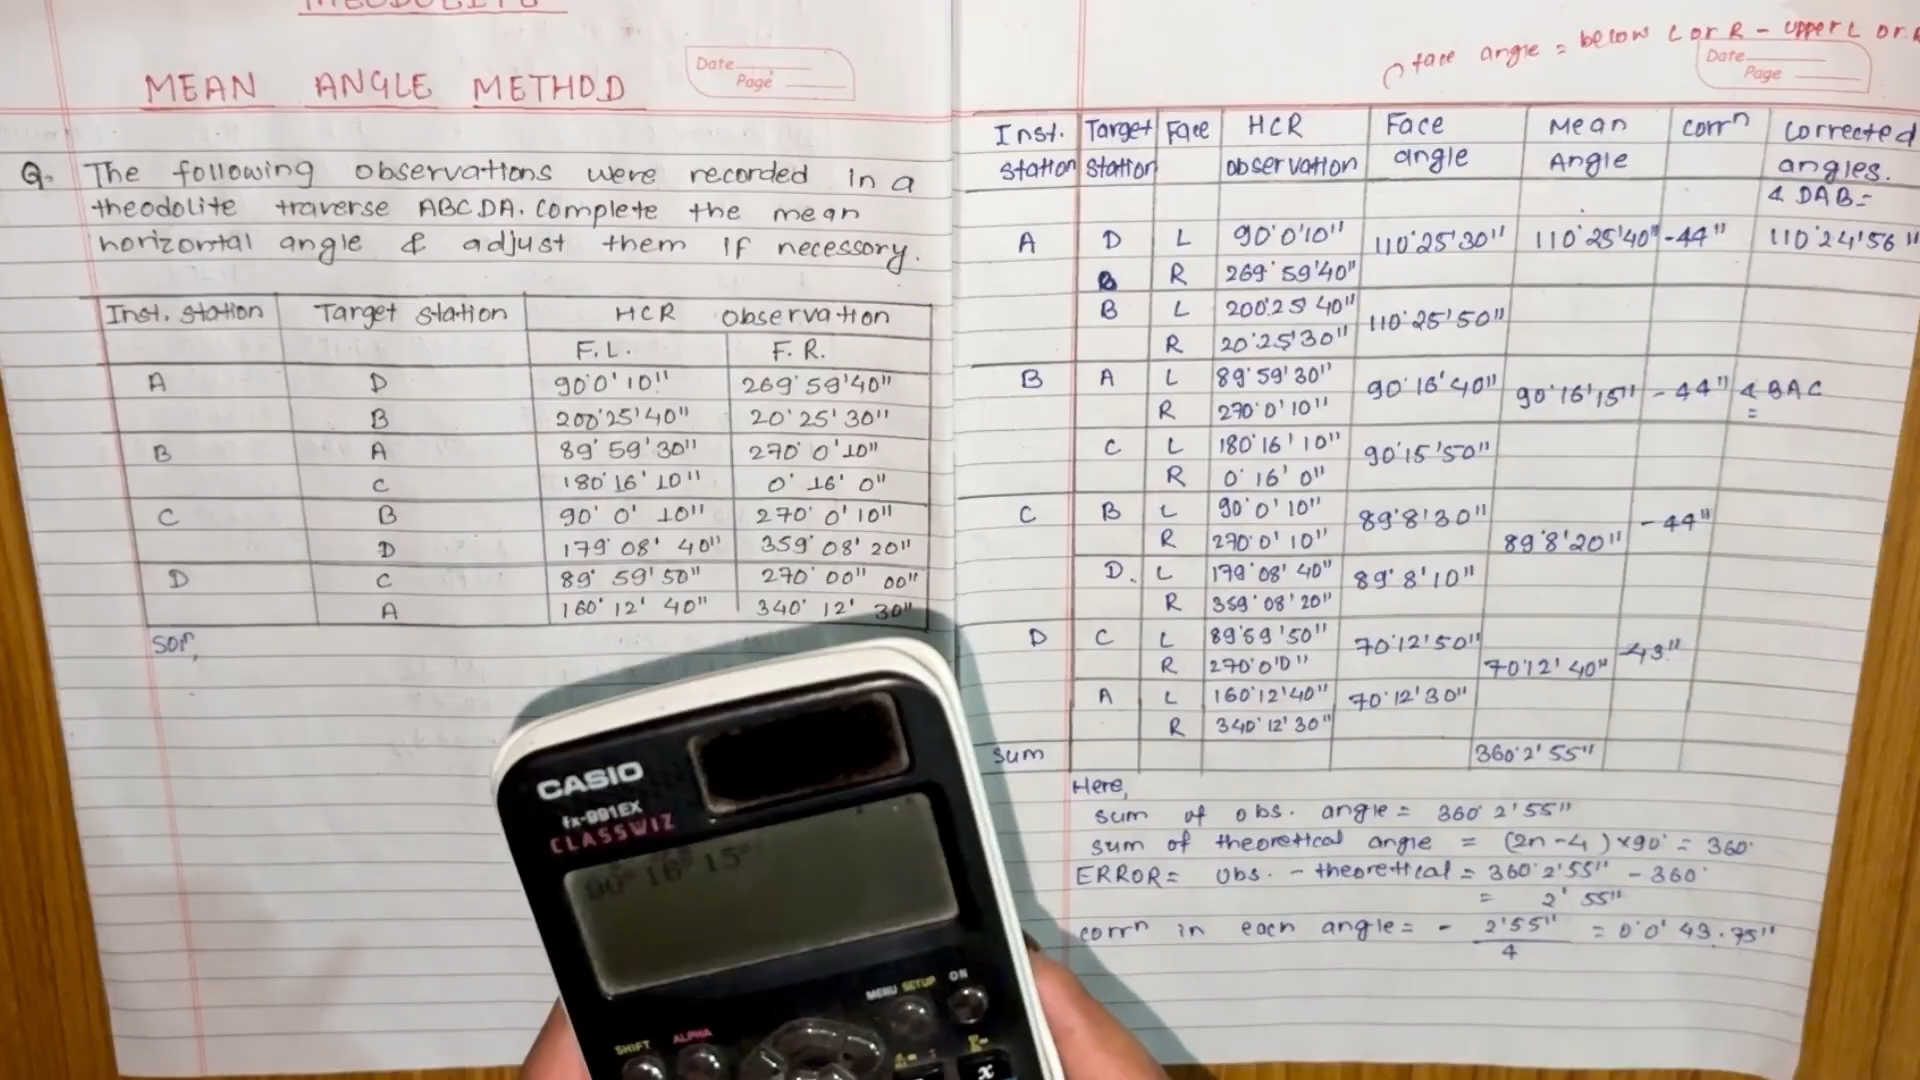 MEAN ANGLE METHOD
Date
Page
Q. The following observations were recorded in a
theodolite traverse ABCDA. Complete the mean
horizontal angle & adjust them if necessary.
Inst. station Target station HCR observation
F.L. F.R.
A D 90°0'10" 269°59'40"
B 200°25'40" 20°25'30"
B A 89°59'30" 270°0'10"
C 180°16'10" 0°16'0"
C B 90°0'10" 270°0'10"
D 179°08'40" 359°08'20"
D C 89°59'50" 270°00"00"
A 160°12'40" 340°12'30"
Solⁿ,
face angle = below L or R - upper L or R
Date
Page
Inst. Target Face HCR Face Mean corrⁿ corrected
station station observation angle Angle angles.
∡DAB=
A D L 90°0'10" 110°25'30" 110°25'40" -44" 110°24'56"
B R 269°59'40"
B L 200°25'40" 110°25'50"
R 20°25'30"
B A L 89°59'30" 90°16'40" 90°16'15" -44" ∡BAC
R 270°0'10" =
C L 180°16'10" 90°15'50"
R 0°16'0"
C B L 90°0'10" 89°8'30" -44"
R 270°0'10" 89°8'20"
D. L 179°08'40" 89°8'10"
R 359°08'20"
D C L 89°59'50" 70°12'50" -43"
R 270°0'0" 70°12'40"
A L 160°12'40" 70°12'30"
R 340°12'30"
sum 360°2'55"
Here,
sum of obs. angle = 360°2'55"
sum of theoretical angle = (2n-4)×90° = 360°
ERROR = obs. - theoretical = 360°2'55" - 360°
= 2'55"
corrⁿ in each angle = - 2'55" = 0°0'43.75"
4
CASIO
fx-991EX
CLASSWIZ
90°16°15°
MENU SETUP ON
SHIFT ALPHA
x